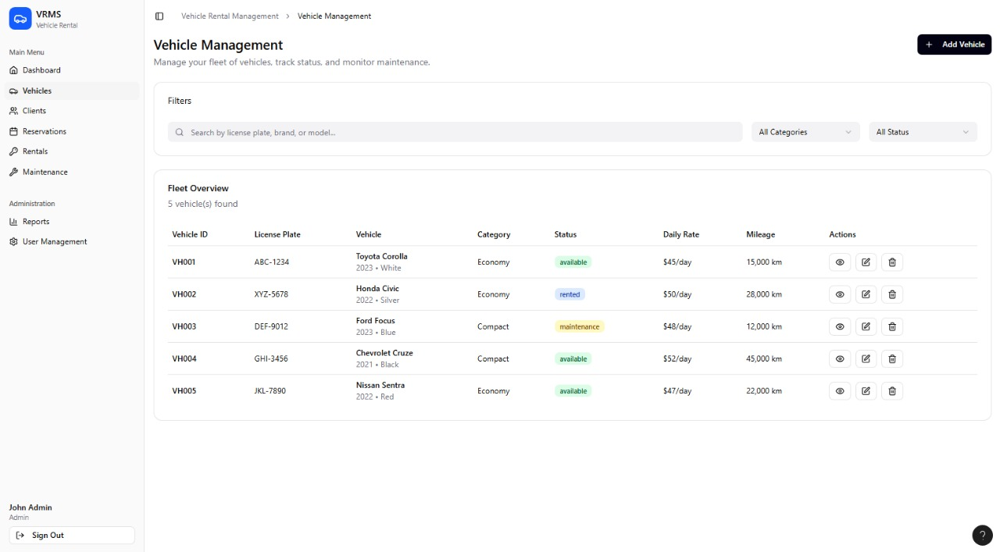 VRMS
Vehicle Rental
Main Menu
Dashboard
Vehicles
Clients
Reservations
Rentals
Maintenance
Administration
Reports
User Management
John Admin
Admin
Sign Out
Vehicle Rental Management > Vehicle Management
Vehicle Management
Manage your fleet of vehicles, track status, and monitor maintenance.
+ Add Vehicle
Filters
Search by license plate, brand, or model... All Categories All Status
Fleet Overview
5 vehicle(s) found
Vehicle ID License Plate Vehicle Category Status Daily Rate Mileage Actions
VH001 ABC-1234 Toyota Corolla Economy available $45/day 15,000 km
2023 • White
VH002 XYZ-5678 Honda Civic Economy rented $50/day 28,000 km
2022 • Silver
VH003 DEF-9012 Ford Focus Compact maintenance $48/day 12,000 km
2023 • Blue
VH004 GHI-3456 Chevrolet Cruze Compact available $52/day 45,000 km
2021 • Black
VH005 JKL-7890 Nissan Sentra Economy available $47/day 22,000 km
2022 • Red
?